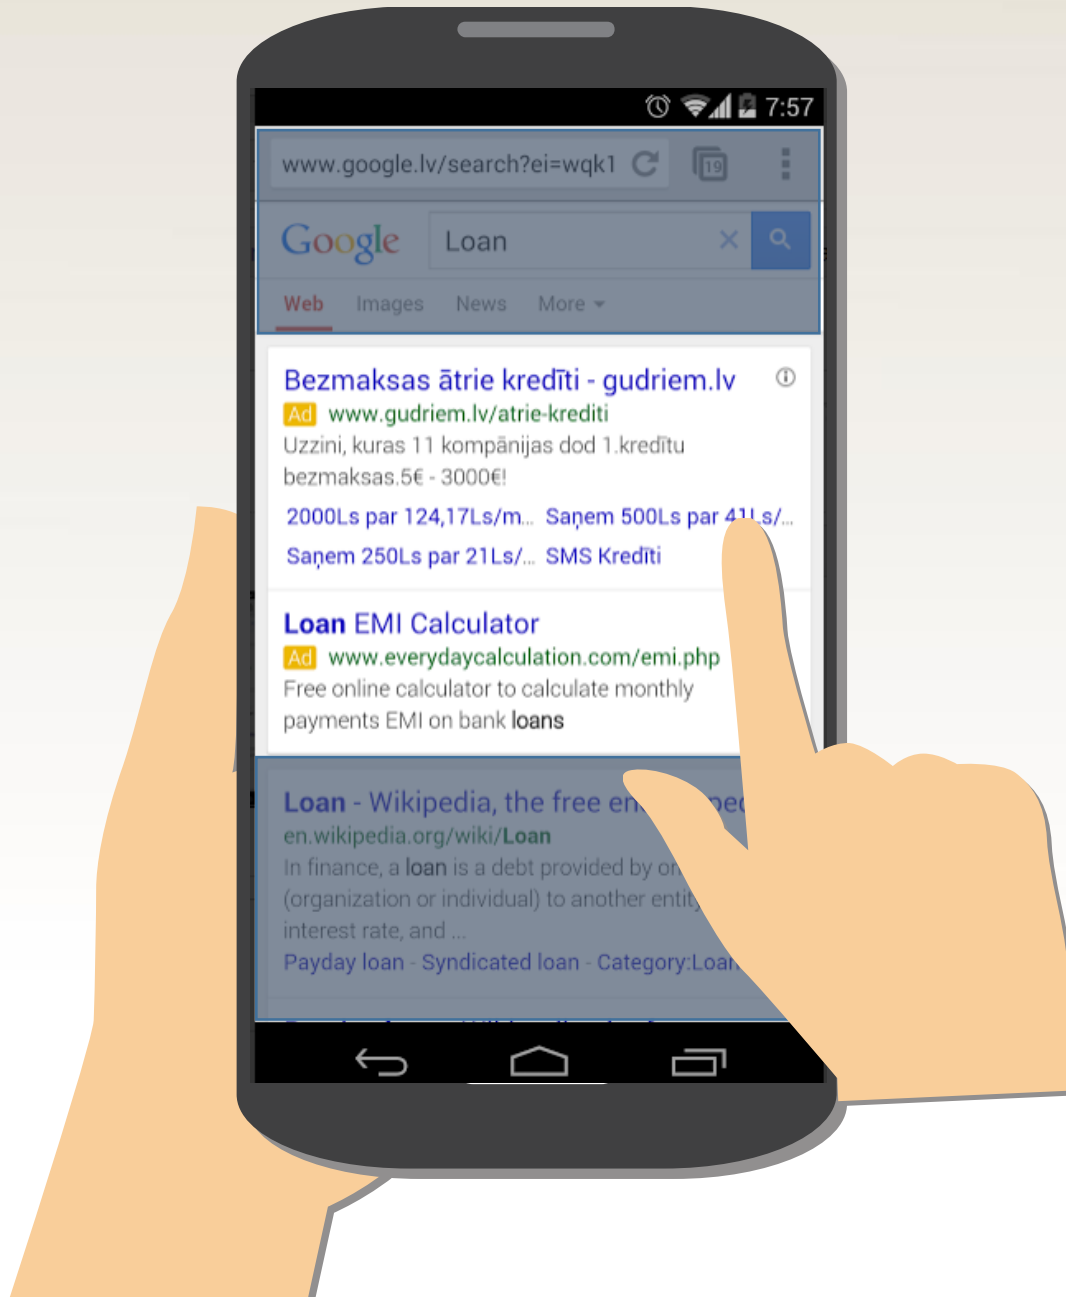 7:57
www.google.lv/search?ei=wqk1
19
Google Loan
Web Images News More
Bezmaksas ātrie kredīti - gudriem.lv
Ad www.gudriem.lv/atrie-krediti
Uzzini, kuras 11 kompānijas dod 1.kredītu
bezmaksas.5€ - 3000€!
2000Ls par 124,17Ls/m... Saņem 500Ls par 41Ls/...
Saņem 250Ls par 21Ls/... SMS Kredīti
Loan EMI Calculator
Ad www.everydaycalculation.com/emi.php
Free online calculator to calculate monthly
payments EMI on bank loans
Loan - Wikipedia, the free
en.wikipedia.org/wiki/Loan
In finance, a loan is a debt provided by
(organization or individual) to another
interest rate, and ...
Payday loan - Syndicated loan - Category:Loan